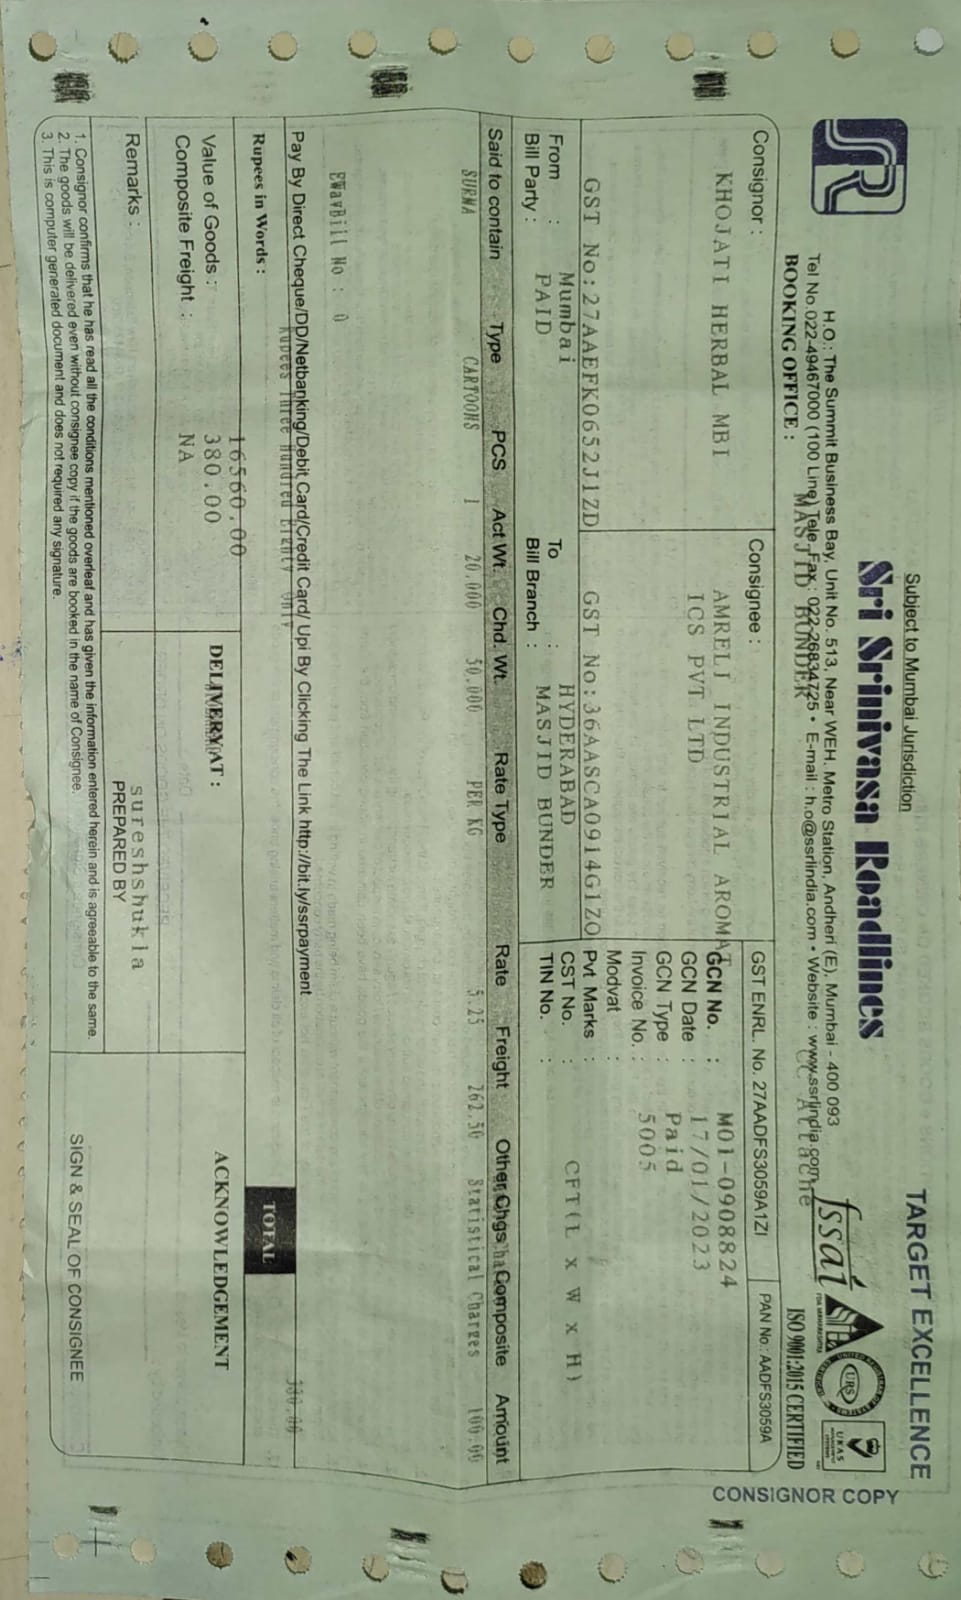 Subject to Mumbai Jurisdiction
TARGET EXCELLENCE
Sri Srinivasa Roadlines
CONSIGNOR COPY
H.O.: The Summit Business Bay, Unit No. 513, Near WEH. Metro Station, Andheri (E), Mumbai - 400 093
Tel No.022-49467000 (100 Line) Tele. Fax : 022-26834725 • E-mail : h.o@ssrlindia.com • Website : www.ssrlindia.com
fssai
URS
UKAS
BOOKING OFFICE : MASJID BUNDER CC Attache
ISO 9001:2015 CERTIFIED
Consignor :
KHOJATI HERBAL MBI
GST No:27AAEFK0652J1ZD
Consignee :
AMRELI INDUSTRIAL AROMAT
ICS PVT LTD
GST No:36AASCA0914G1ZO
GST ENRL. No. 27AADFS3059A1ZI PAN No.: AADFS3059A
GCN No. : M01-0908824
GCN Date : 17/01/2023
GCN Type : Paid
Invoice No. : 5005
Modvat :
Pvt Marks :
CST No. : CFT(L x W x H)
TIN No. :
From : Mumbai To : HYDERABAD
Bill Party : PAID Bill Branch : MASJID BUNDER
Said to contain Type PCS Act Wt. Chd. Wt. Rate Type Rate Freight Other Chgs Composite Amount
SURMA CARTOONS 1 20.000 50.000 PER KG 5.25 262.50 Statistical Charges 100.00
EWayBill No : 0
Pay By Direct Cheque/DD/Netbanking/Debit Card/Credit Card/ Upi By Clicking The Link http://bit.ly/ssrpayment
Rupees in Words : Rupees Three Hundred Eighty Only
TOTAL 380.00
Value of Goods : 16560.00
Composite Freight : 380.00
NA
DELIVERY AT :
ACKNOWLEDGEMENT
Remarks :
sureshshukla
PREPARED BY
1. Consignor confirms that he has read all the conditions mentioned overleaf and has given the information entered herein and is agreeable to the same.
2. The goods will be delivered even without consignee copy if the goods are booked in the name of Consignee.
3. This is computer generated document and does not required any signature.
SIGN & SEAL OF CONSIGNEE